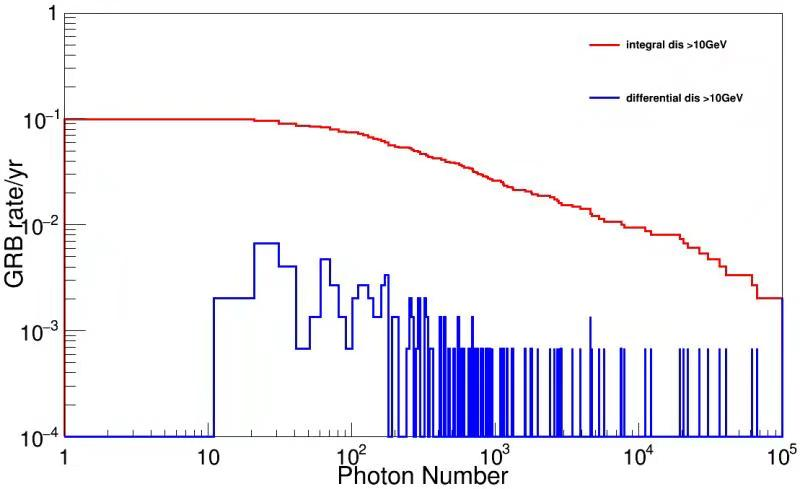 1
integral dis >10GeV
differential dis >10GeV
10⁻¹
10⁻²
10⁻³
10⁻⁴
GRB rate/yr
1 10 10² 10³ 10⁴ 10⁵
Photon Number